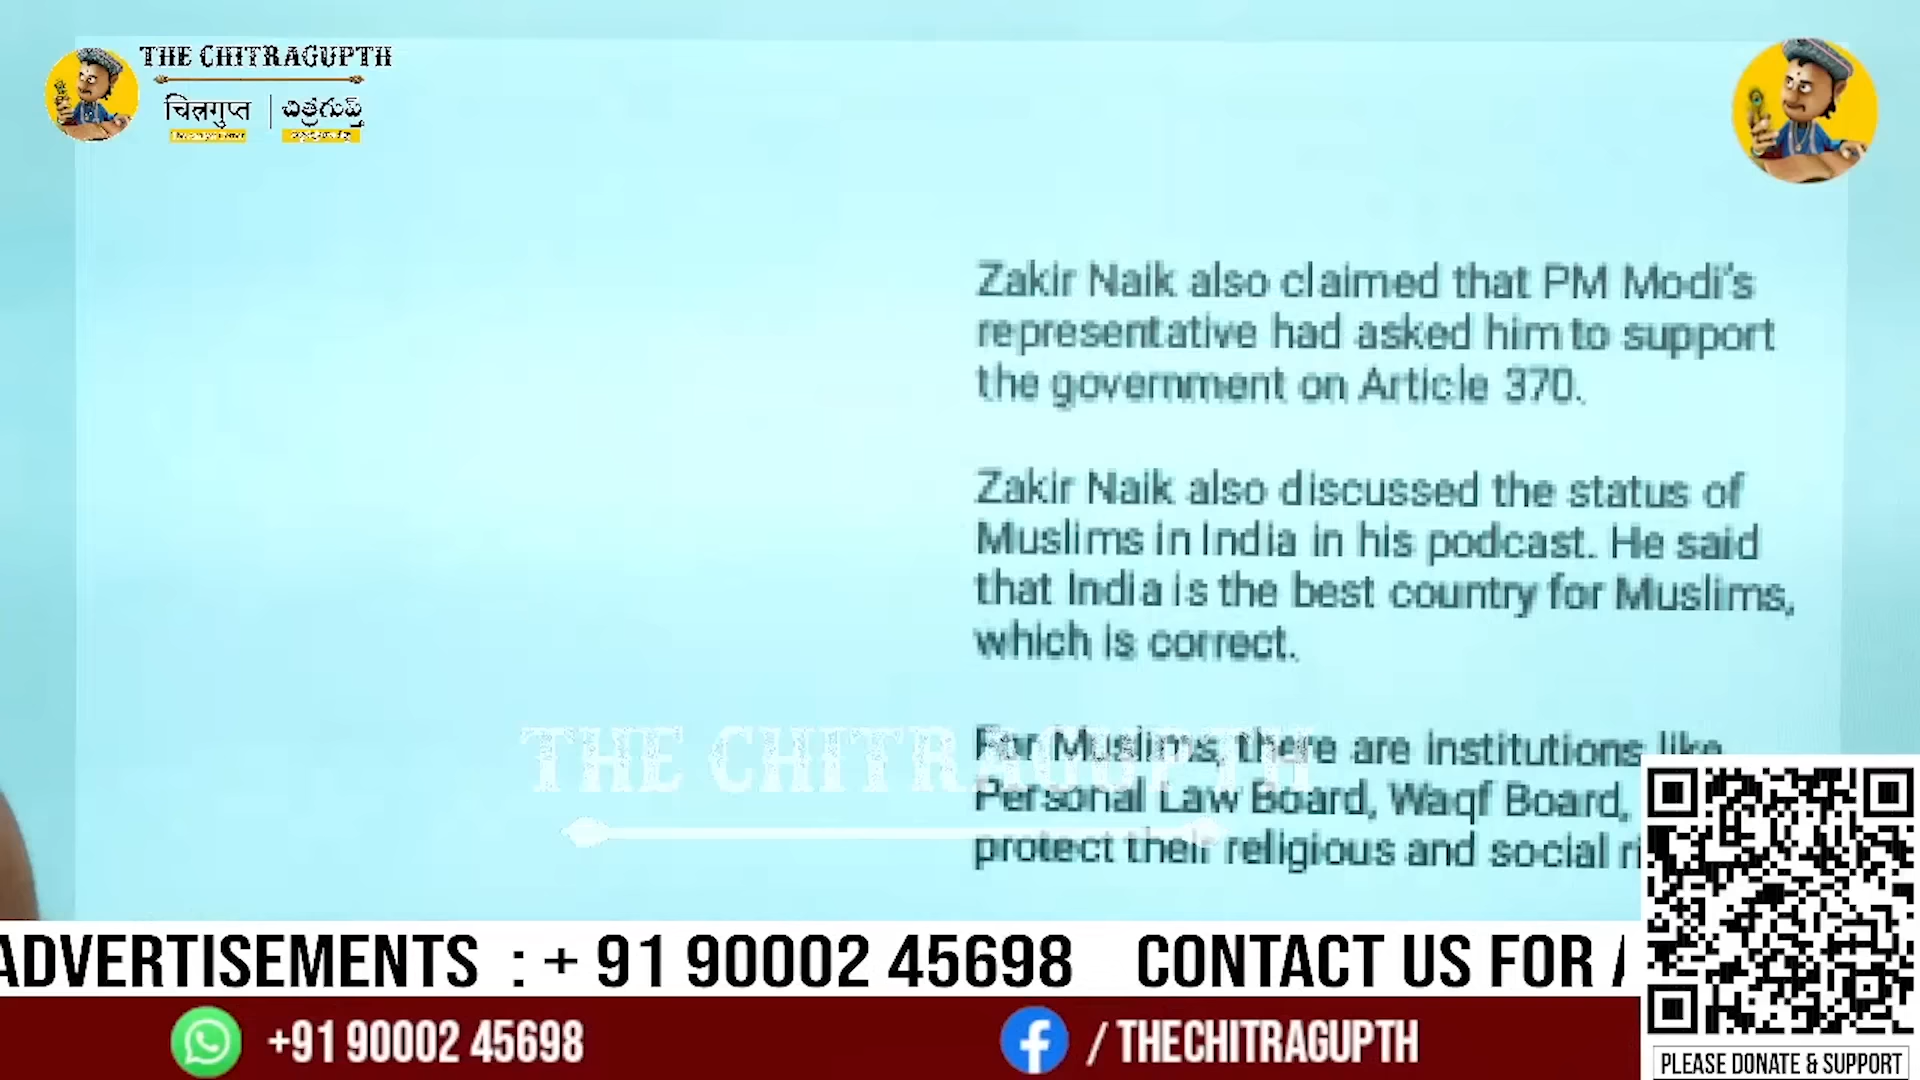 THE CHITRAGUPTH
चित्रगुप्त
చిత్రగుప్త్
Zakir Naik also claimed that PM Modi's
representative had asked him to support
the government on Article 370.
Zakir Naik also discussed the status of
Muslims in India in his podcast. He said
that India is the best country for Muslims,
which is correct.
THE CHITRAGUPTH
For Muslims, there are institutions like
Personal Law Board, Waqf Board,
protect their religious and social
ADVERTISEMENTS : + 91 90002 45698 CONTACT US FOR A
+91 90002 45698
/ THECHITRAGUPTH
PLEASE DONATE & SUPPORT